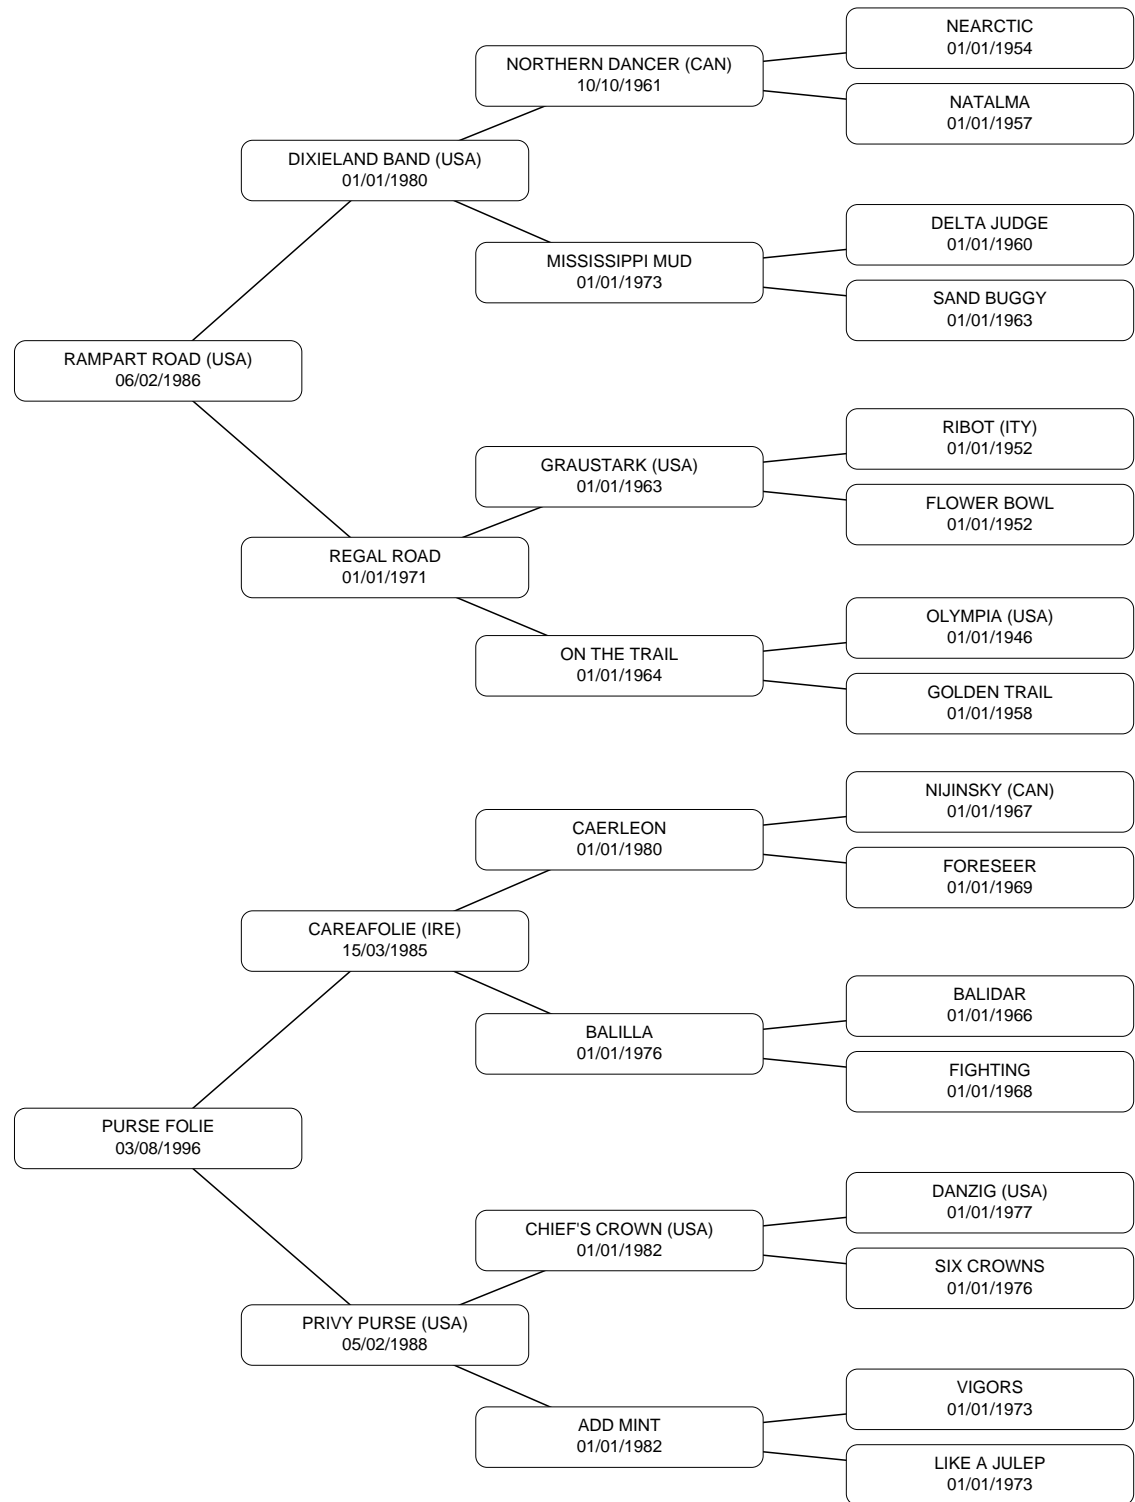 NEARCTIC
01/01/1954
NORTHERN DANCER (CAN)
10/10/1961
NATALMA
01/01/1957
DIXIELAND BAND (USA)
01/01/1980
DELTA JUDGE
01/01/1960
MISSISSIPPI MUD
01/01/1973
SAND BUGGY
01/01/1963
RAMPART ROAD (USA)
06/02/1986
RIBOT (ITY)
01/01/1952
GRAUSTARK (USA)
01/01/1963
FLOWER BOWL
01/01/1952
REGAL ROAD
01/01/1971
OLYMPIA (USA)
01/01/1946
ON THE TRAIL
01/01/1964
GOLDEN TRAIL
01/01/1958
NIJINSKY (CAN)
01/01/1967
CAERLEON
01/01/1980
FORESEER
01/01/1969
CAREAFOLIE (IRE)
15/03/1985
BALIDAR
01/01/1966
BALILLA
01/01/1976
FIGHTING
01/01/1968
PURSE FOLIE
03/08/1996
DANZIG (USA)
01/01/1977
CHIEF'S CROWN (USA)
01/01/1982
SIX CROWNS
01/01/1976
PRIVY PURSE (USA)
05/02/1988
VIGORS
01/01/1973
ADD MINT
01/01/1982
LIKE A JULEP
01/01/1973